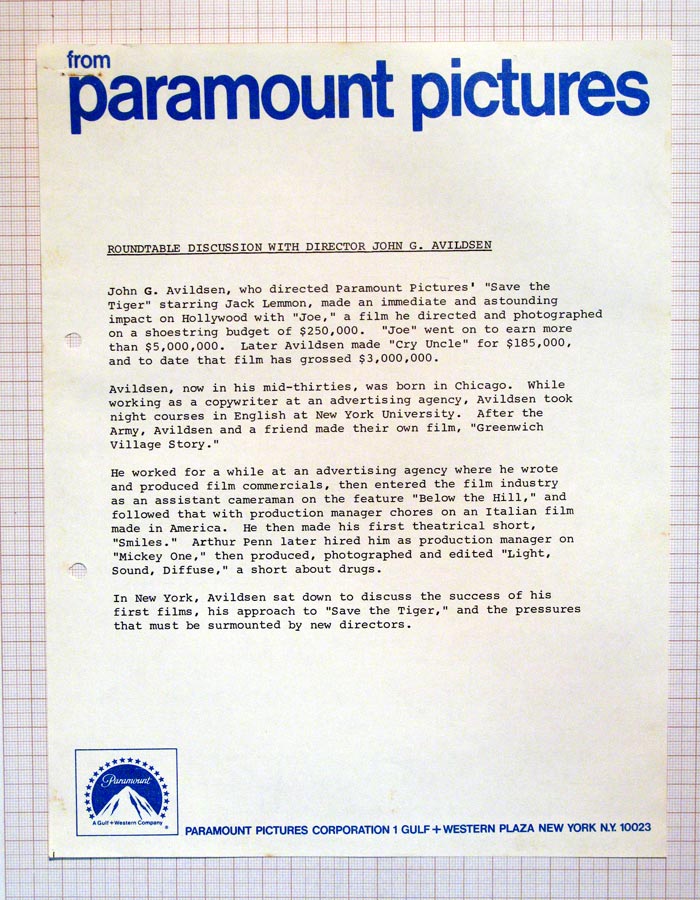 from
paramount pictures
ROUNDTABLE DISCUSSION WITH DIRECTOR JOHN G. AVILDSEN
John G. Avildsen, who directed Paramount Pictures' "Save the
Tiger" starring Jack Lemmon, made an immediate and astounding
impact on Hollywood with "Joe," a film he directed and photographed
on a shoestring budget of $250,000. "Joe" went on to earn more
than $5,000,000. Later Avildsen made "Cry Uncle" for $185,000,
and to date that film has grossed $3,000,000.
Avildsen, now in his mid-thirties, was born in Chicago. While
working as a copywriter at an advertising agency, Avildsen took
night courses in English at New York University. After the
Army, Avildsen and a friend made their own film, "Greenwich
Village Story."
He worked for a while at an advertising agency where he wrote
and produced film commercials, then entered the film industry
as an assistant cameraman on the feature "Below the Hill," and
followed that with production manager chores on an Italian film
made in America. He then made his first theatrical short,
"Smiles." Arthur Penn later hired him as production manager on
"Mickey One," then produced, photographed and edited "Light,
Sound, Diffuse," a short about drugs.
In New York, Avildsen sat down to discuss the success of his
first films, his approach to "Save the Tiger," and the pressures
that must be surmounted by new directors.
Paramount
A Gulf+Western Company
®
PARAMOUNT PICTURES CORPORATION 1 GULF+WESTERN PLAZA NEW YORK N.Y. 10023